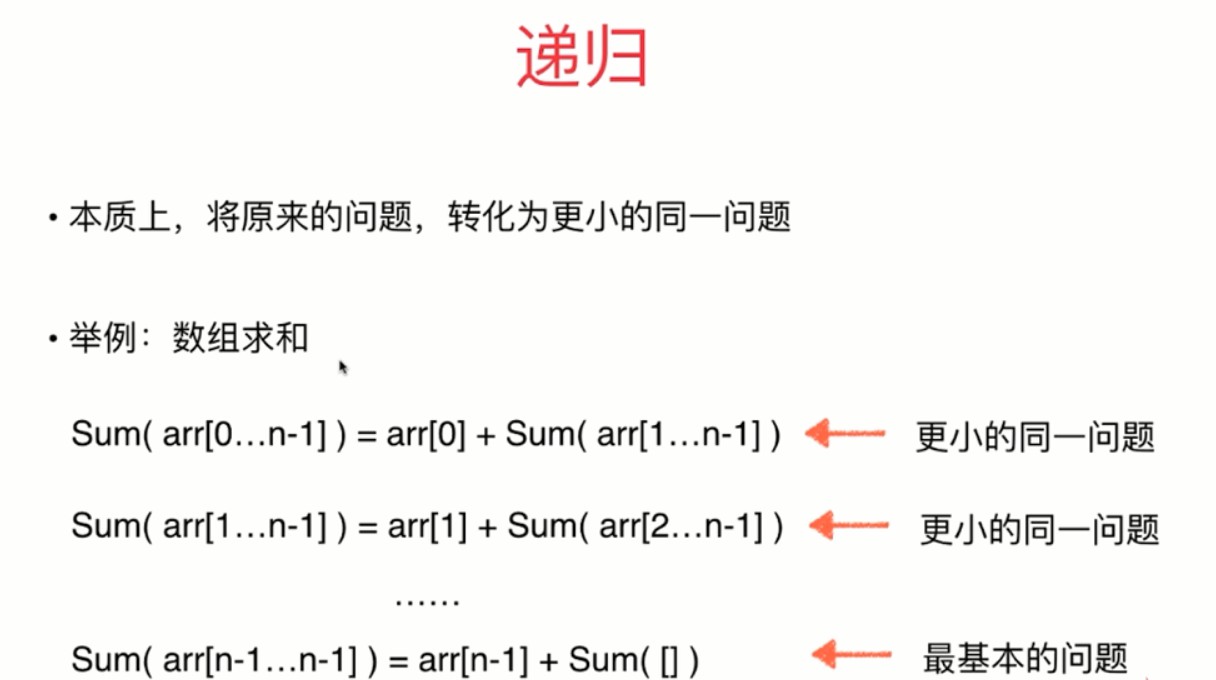 递归
• 本质上，将原来的问题，转化为更小的同一问题
• 举例：数组求和
Sum( arr[0…n-1] ) = arr[0] + Sum( arr[1…n-1] ) 更小的同一问题
Sum( arr[1…n-1] ) = arr[1] + Sum( arr[2…n-1] ) 更小的同一问题
……
Sum( arr[n-1…n-1] ) = arr[n-1] + Sum( [] ) 最基本的问题